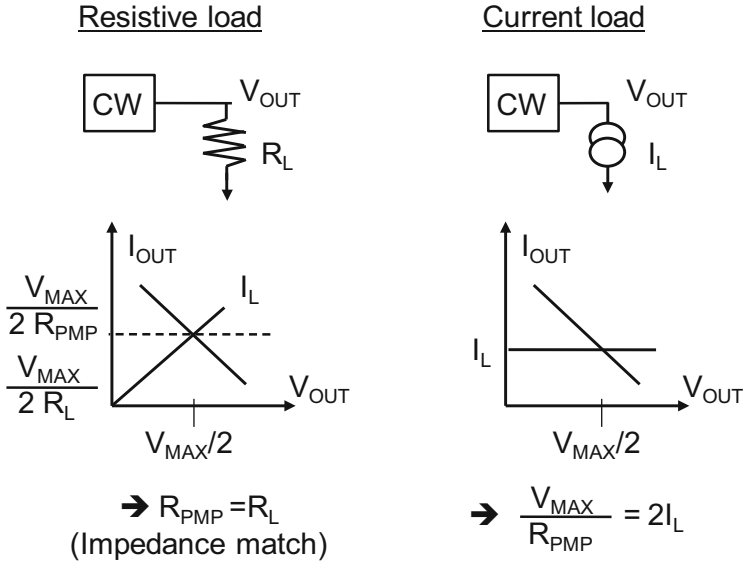 Resistive load
CW
V_OUT
R_L
I_OUT
I_L
V_MAX
2 R_PMP
V_MAX
2 R_L
V_OUT
V_MAX/2
➔ R_PMP =R_L
(Impedance match)
Current load
CW
V_OUT
I_L
I_OUT
I_L
V_OUT
V_MAX/2
➔ V_MAX
R_PMP = 2I_L